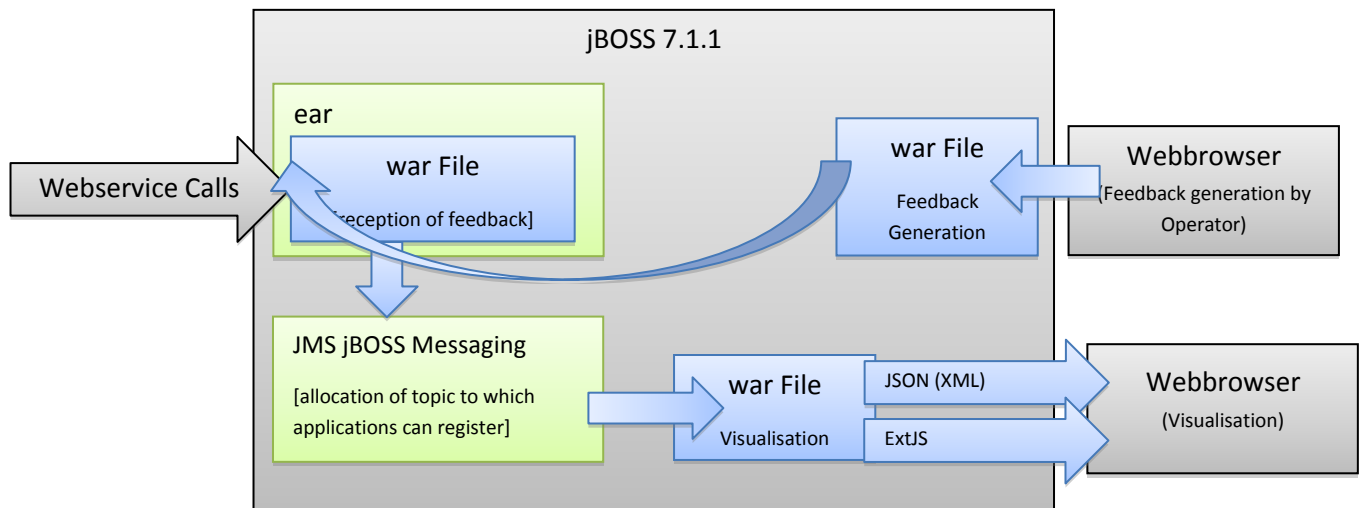 jBOSS 7.1.1
ear
war File
[reception of feedback]
Webservice Calls
war File
Feedback
Generation
Webbrowser
(Feedback generation by
Operator)
JMS jBOSS Messaging
[allocation of topic to which
applications can register]
war File
Visualisation
JSON (XML)
ExtJS
Webbrowser
(Visualisation)